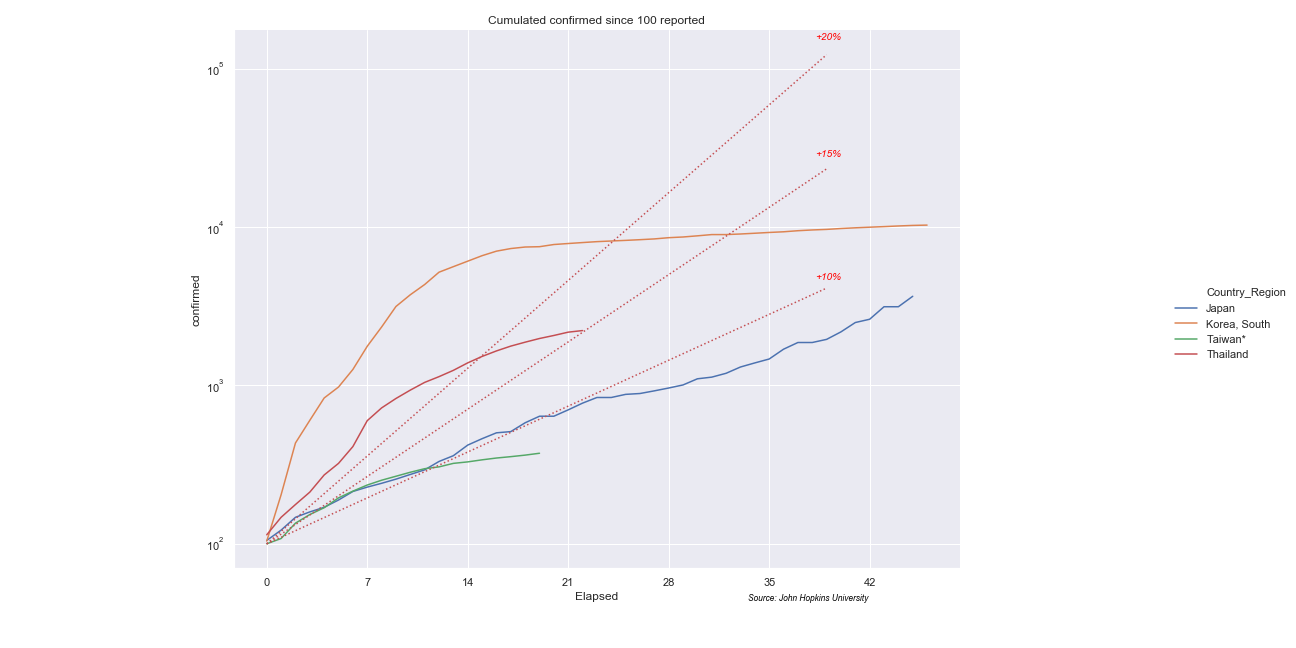 Cumulated confirmed since 100 reported
+20%
10^5
+15%
10^4
+10%
confirmed
Country_Region
Japan
Korea, South
Taiwan*
Thailand
10^3
10^2
0 7 14 21 28 35 42
Elapsed
Source: John Hopkins University